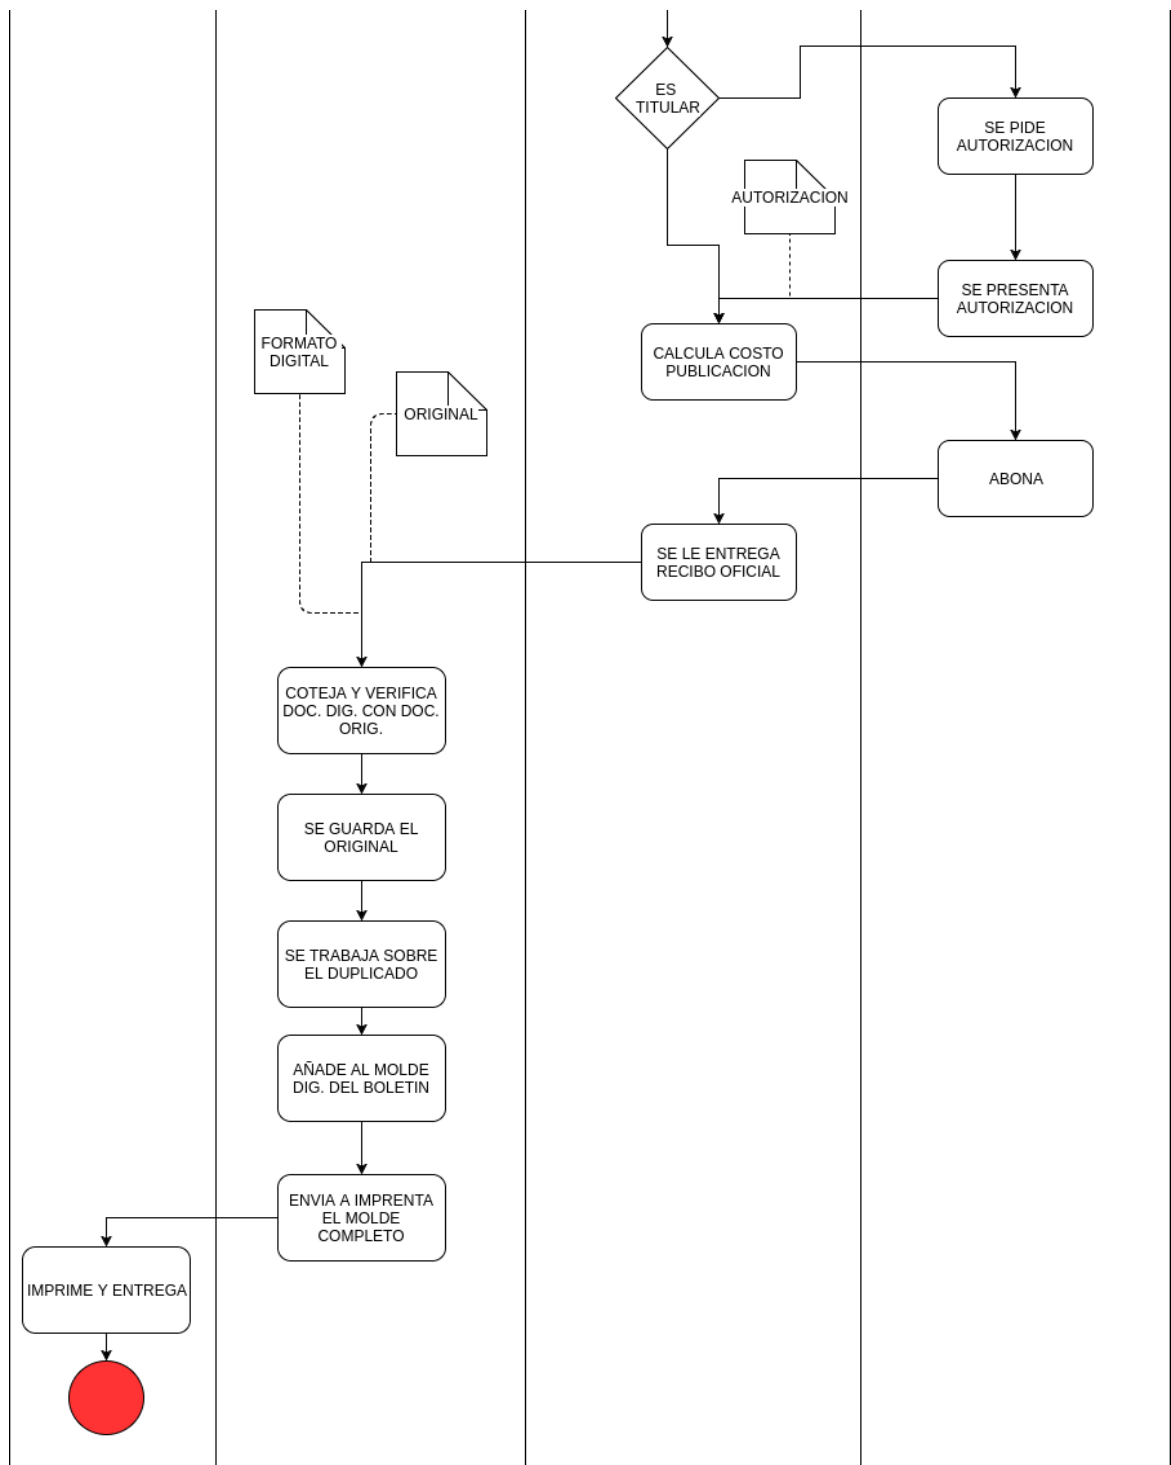 ES
TITULAR
SE PIDE
AUTORIZACION
AUTORIZACION
SE PRESENTA
AUTORIZACION
FORMATO
DIGITAL
CALCULA COSTO
PUBLICACION
ORIGINAL
ABONA
SE LE ENTREGA
RECIBO OFICIAL
COTEJA Y VERIFICA
DOC. DIG. CON DOC.
ORIG.
SE GUARDA EL
ORIGINAL
SE TRABAJA SOBRE
EL DUPLICADO
AÑADE AL MOLDE
DIG. DEL BOLETIN
ENVIA A IMPRENTA
EL MOLDE
COMPLETO
IMPRIME Y ENTREGA